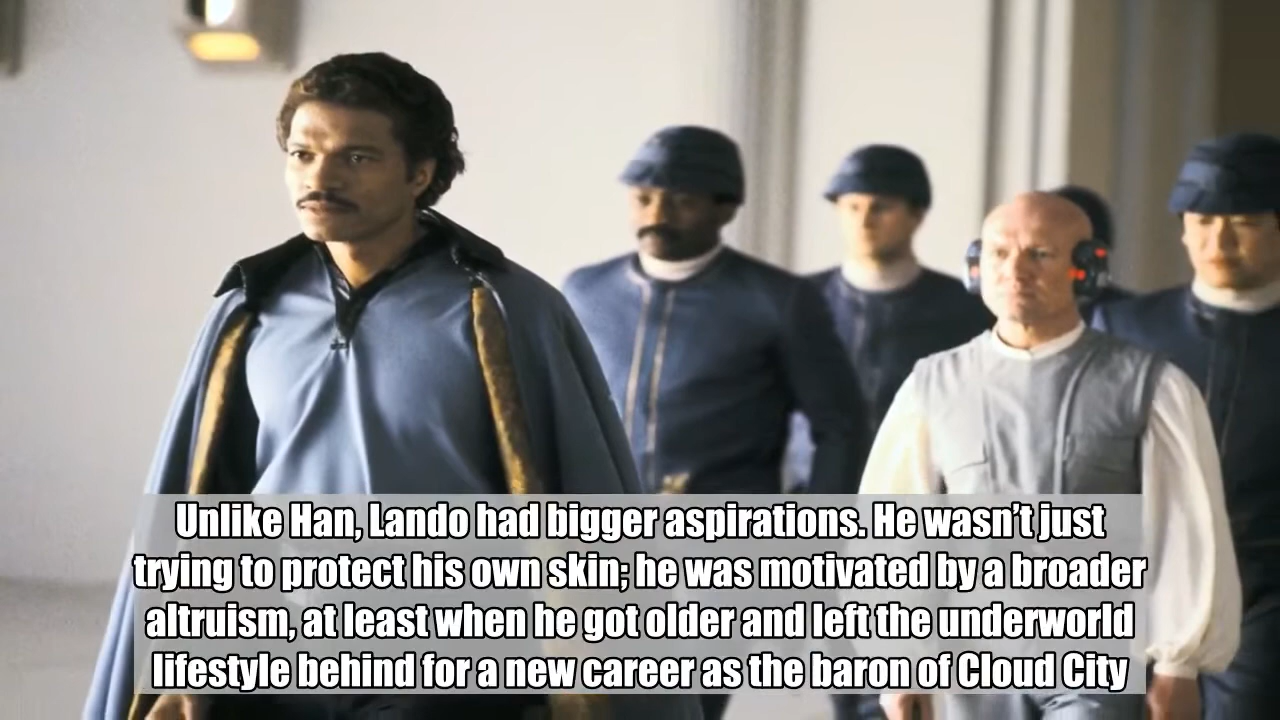 Unlike Han, Lando had bigger aspirations. He wasn’t just
trying to protect his own skin; he was motivated by a broader
altruism, at least when he got older and left the underworld
lifestyle behind for a new career as the baron of Cloud City